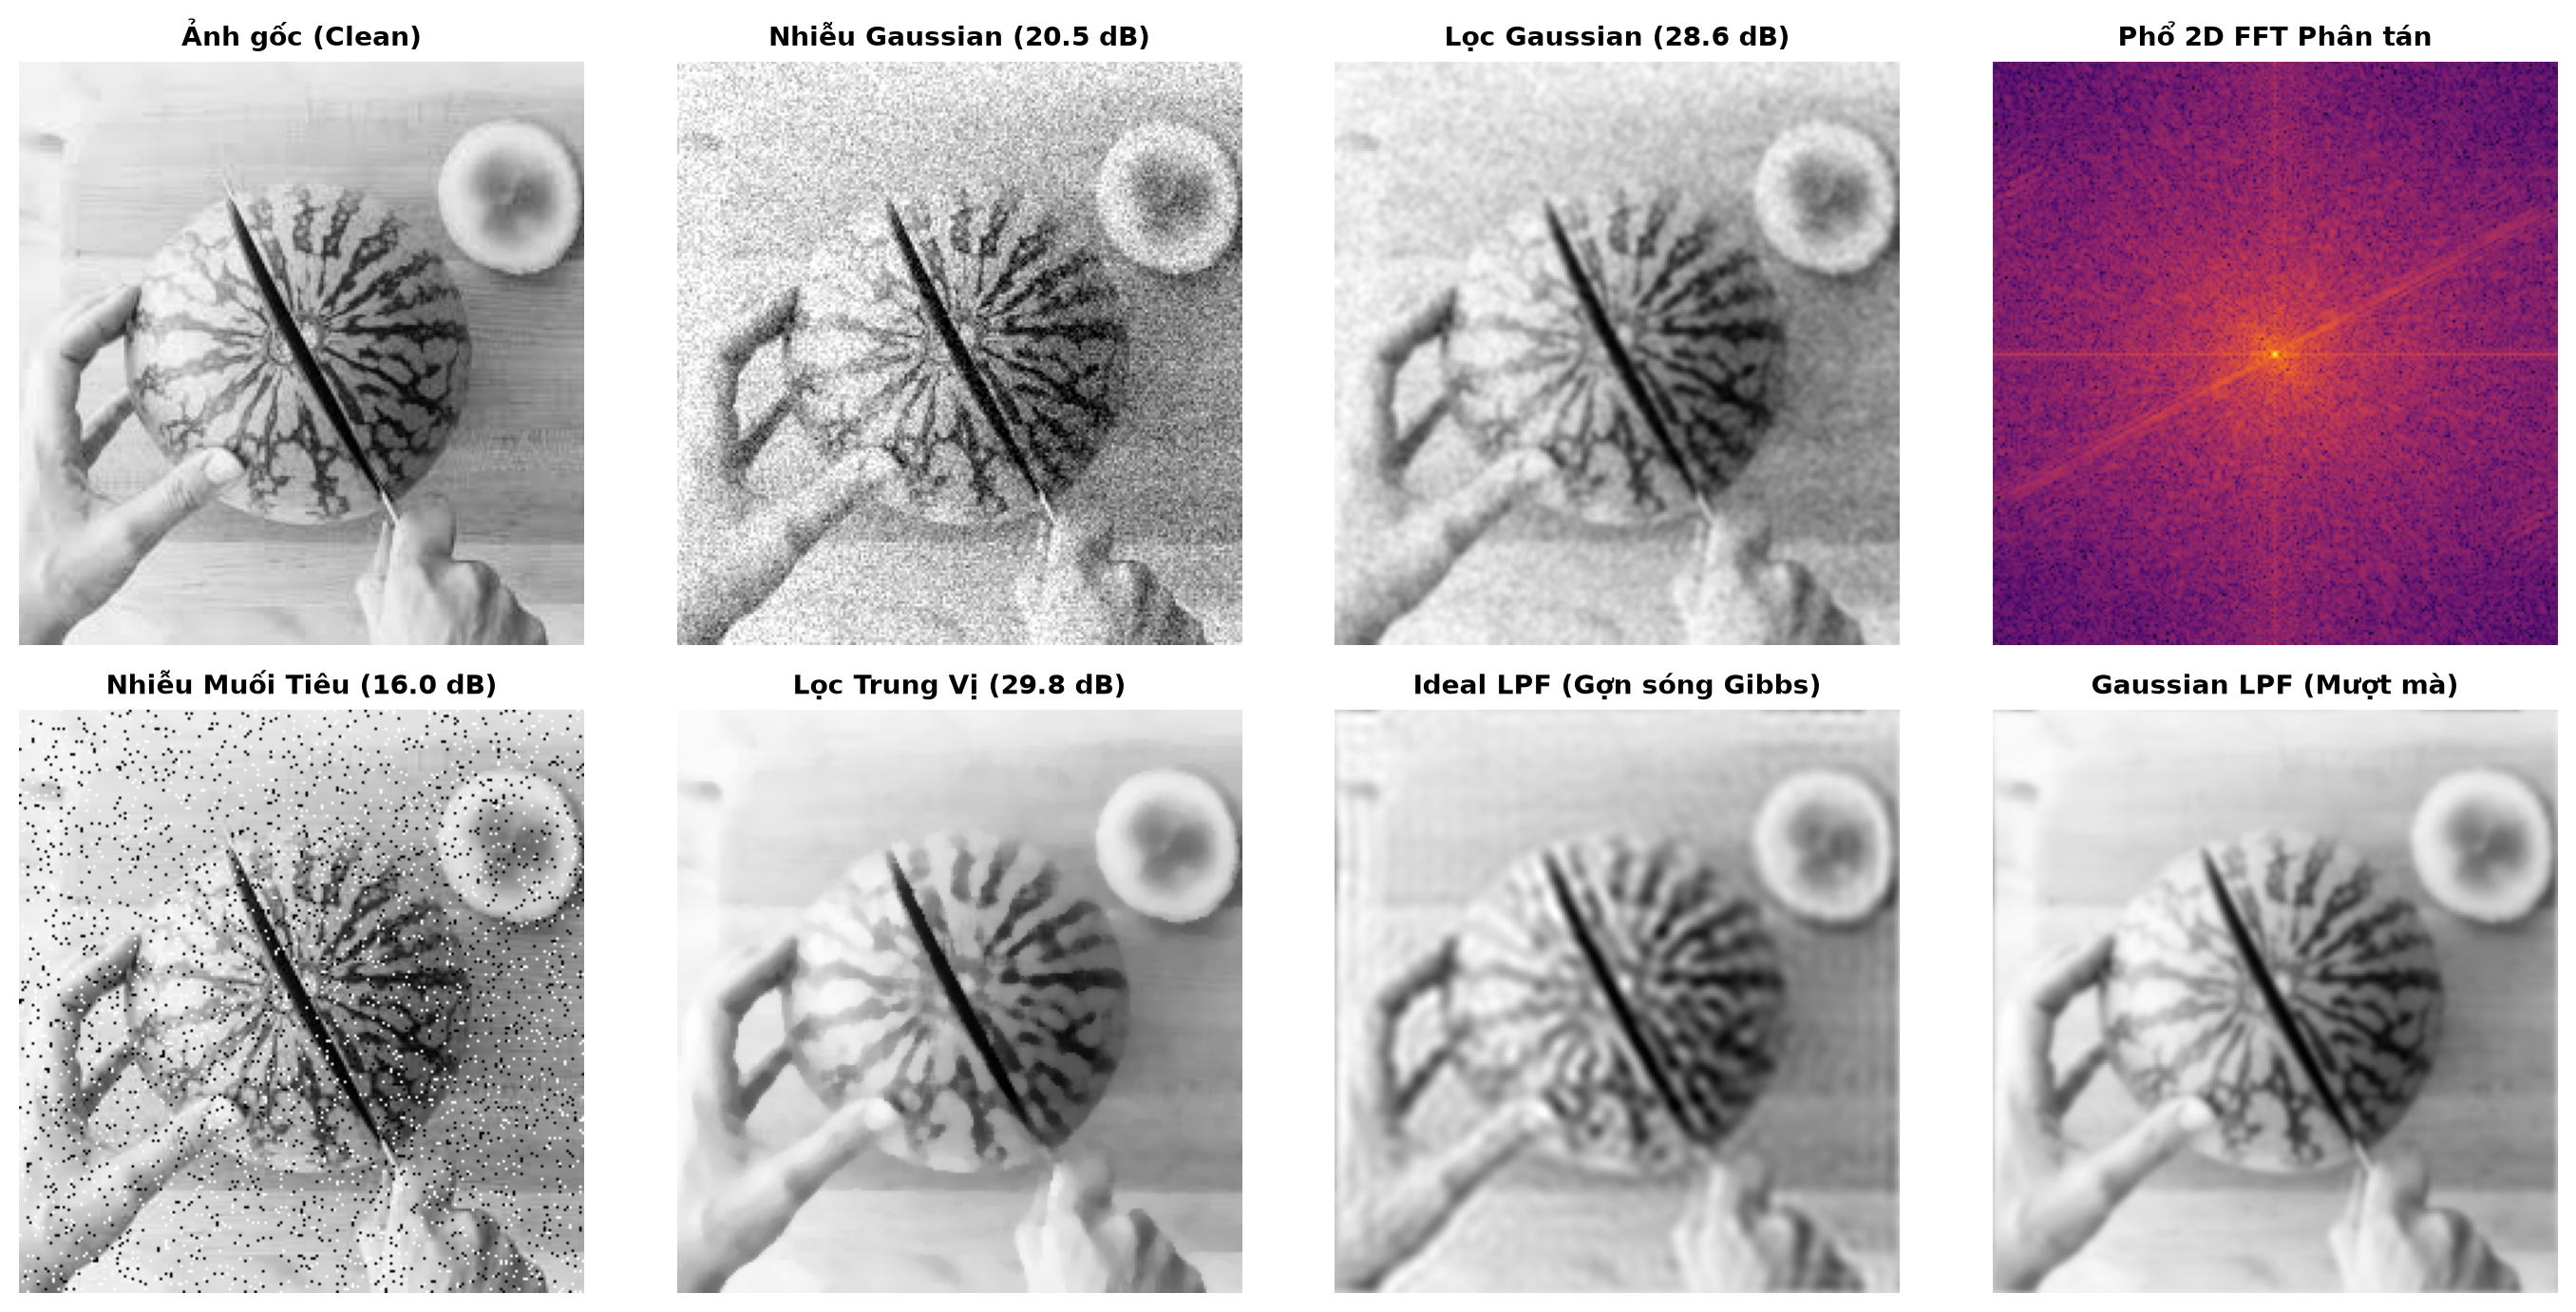 Ảnh gốc (Clean)
Nhiễu Gaussian (20.5 dB)
Lọc Gaussian (28.6 dB)
Phổ 2D FFT Phân tán
Nhiễu Muối Tiêu (16.0 dB)
Lọc Trung Vị (29.8 dB)
Ideal LPF (Gợn sóng Gibbs)
Gaussian LPF (Mượt mà)